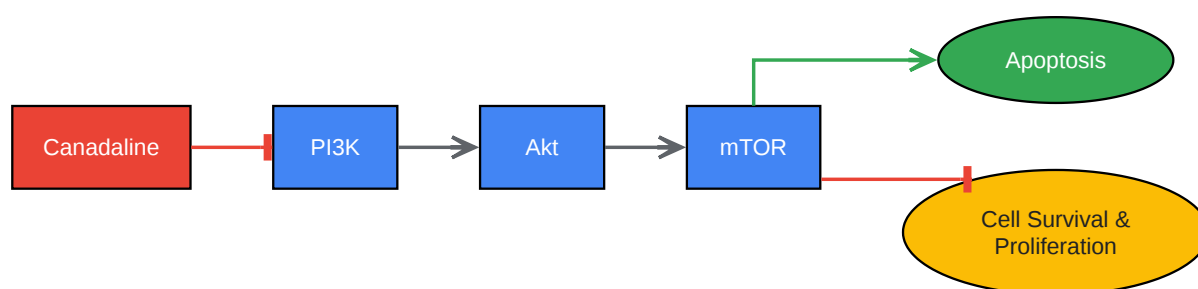 Apoptosis
Canadaline
PI3K
Akt
mTOR
Cell Survival &
Proliferation